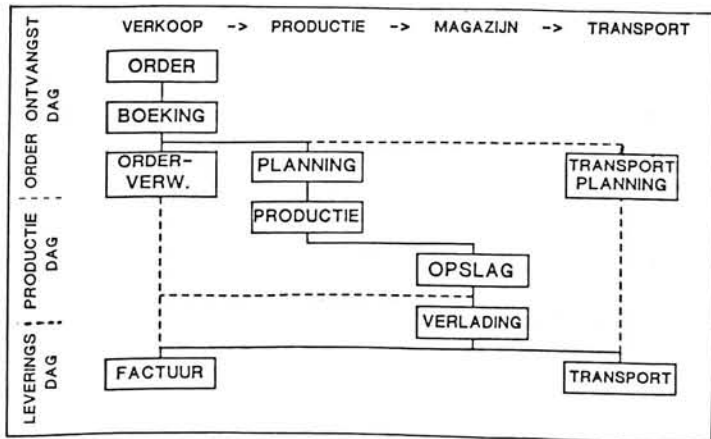 VERKOOP -> PRODUCTIE -> MAGAZIJN -> TRANSPORT
ORDER ONTVANGST
DAG
ORDER
BOEKING
ORDER-
VERW.
PLANNING
TRANSPORT
PLANNING
PRODUCTIE
DAG
PRODUCTIE
OPSLAG
VERLADING
LEVERINGS
DAG
FACTUUR
TRANSPORT